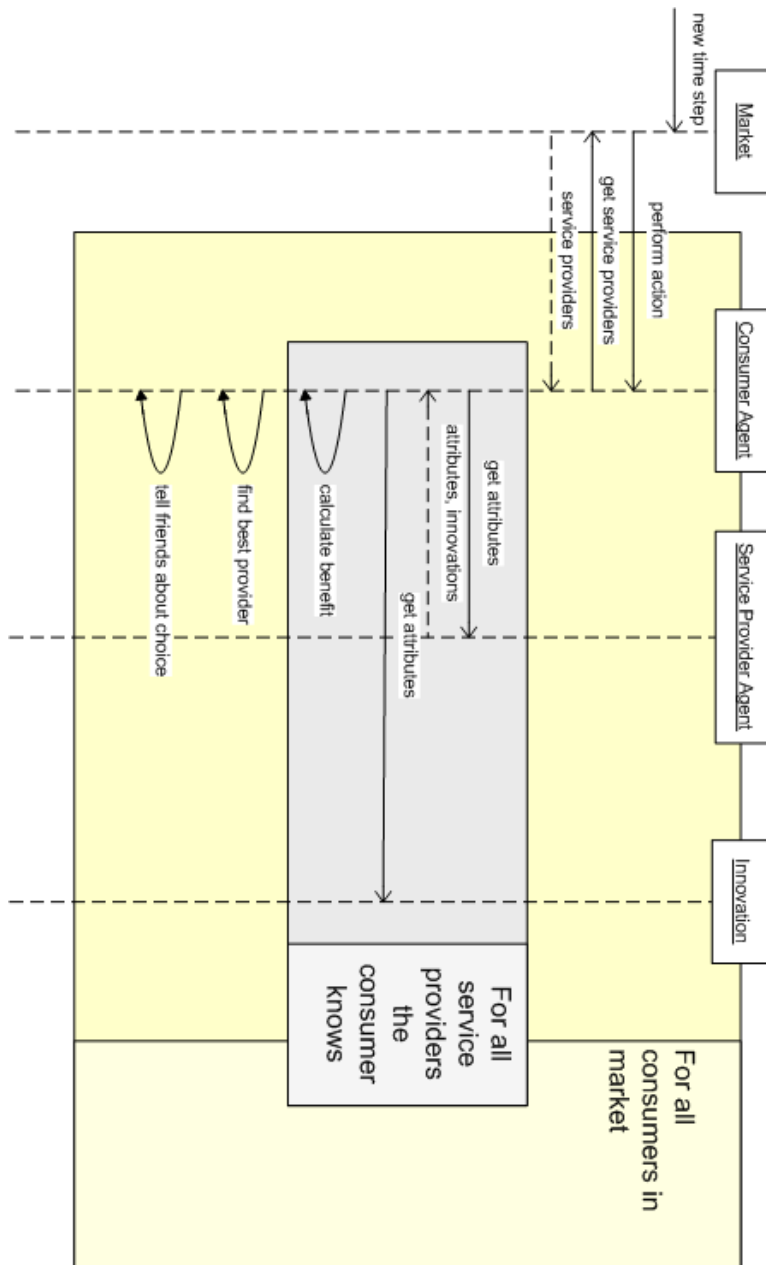 Market
Consumer Agent
Service Provider Agent
Innovation
new time step
perform action
get service providers
service providers
get attributes
attributes, innovations
get attributes
calculate benefit
find best provider
tell friends about choice
For all
consumers in
market
For all
service
providers
the
consumer
knows